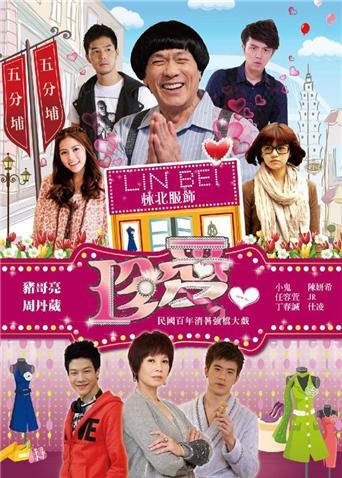 五分埔
五分埔
LIN BEI
林北服飾
珍愛
豬哥亮
周丹薇
小鬼 陳妍希
任容萱 JR
丁春誠 仕凌
民國百年消暑強檔大戲